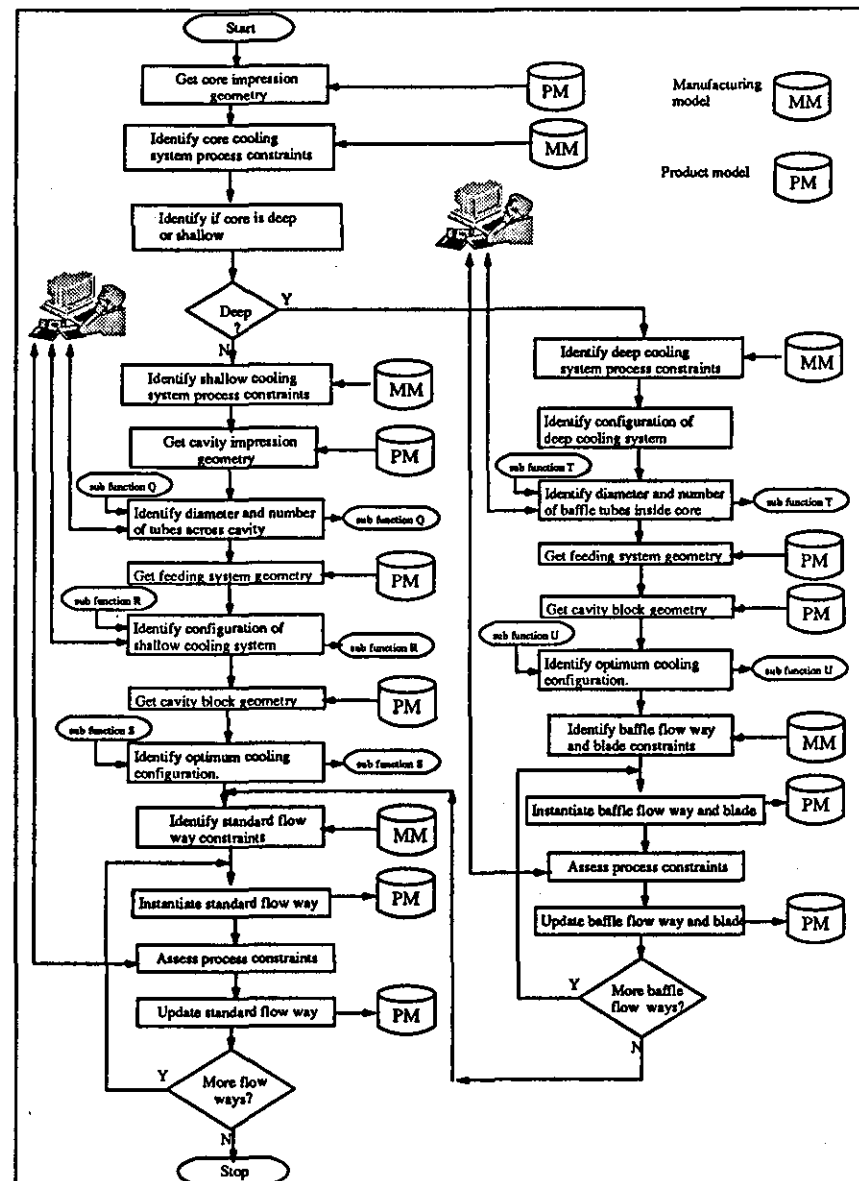 Start
Get core impression
geometry
PM
Manufacturing
model
MM
Identify core cooling
system process constraints
MM
Product model
PM
Identify if core is deep
or shallow
Deep
?
Y
N
Identify shallow cooling
system process constraints
MM
Get cavity impression
geometry
PM
sub function Q
Identify diameter and number
of tubes across cavity
sub function Q
Get feeding system geometry
PM
sub function R
Identify configuration of
shallow cooling system
sub function R
Get cavity block geometry
PM
sub function S
Identify optimum cooling
configuration.
sub function S
Identify standard flow
way constraints
MM
Instantiate standard flow way
PM
Assess process constraints
Update standard flow way
PM
Y
More flow
ways?
N
Stop
Identify deep cooling
system process constraints
MM
Identify configuration of
deep cooling system
sub function T
Identify diameter and number
of baffle tubes inside core
sub function T
Get feeding system geometry
PM
Get cavity block geometry
PM
sub function U
Identify optimum cooling
configuration.
sub function U
Identify baffle flow way
and blade constraints
MM
Instantiate baffle flow way and blade
PM
Assess process constraints
Update baffle flow way and blade
PM
Y
More baffle
flow ways?
N